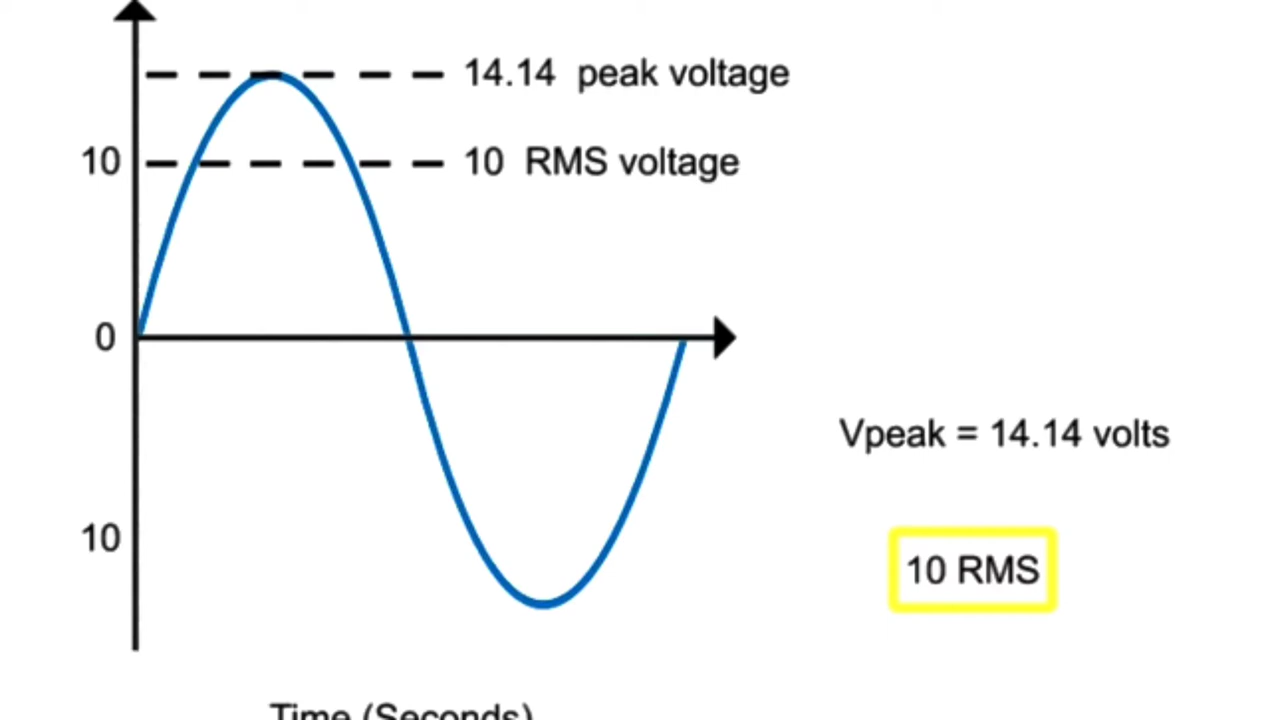 14.14 peak voltage
10
10 RMS voltage
0
Vpeak = 14.14 volts
10
10 RMS
Time (Seconds)